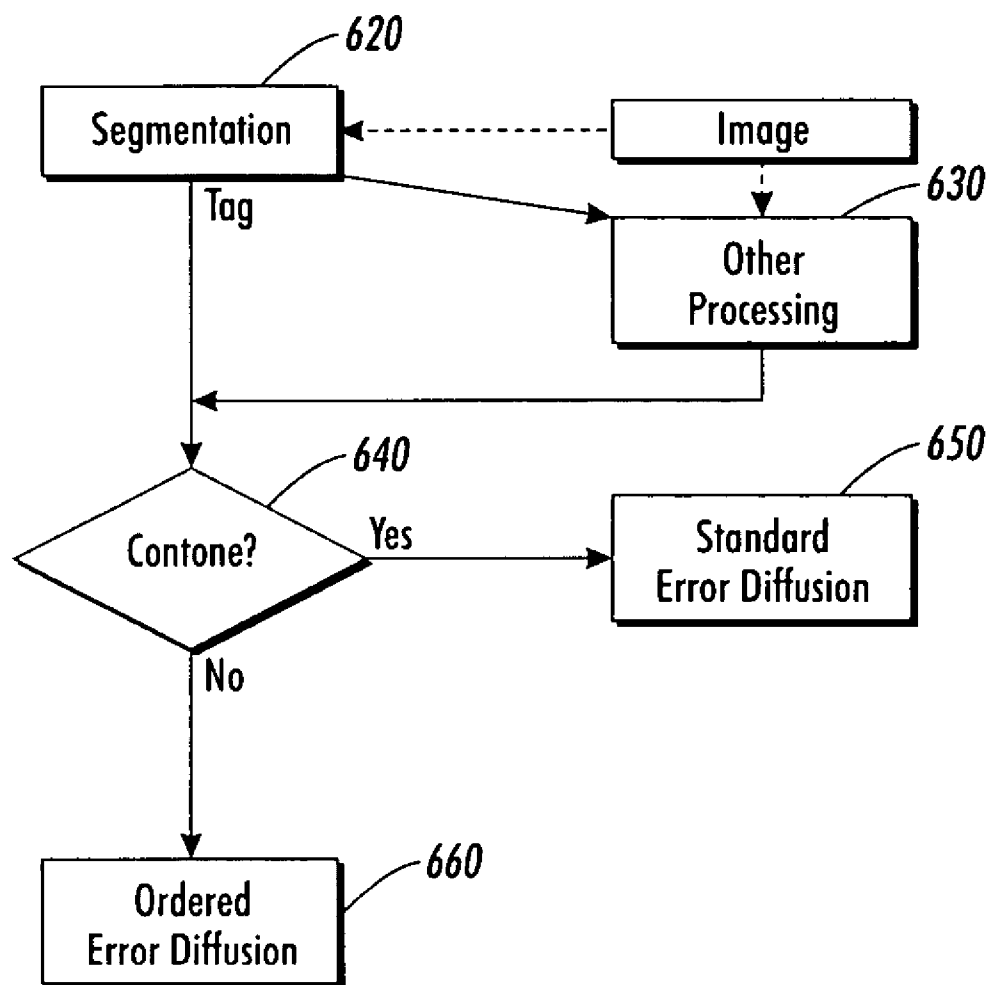 620
Segmentation
Image
Tag
630
Other
Processing
640
Contone?
Yes
650
Standard
Error Diffusion
No
660
Ordered
Error Diffusion